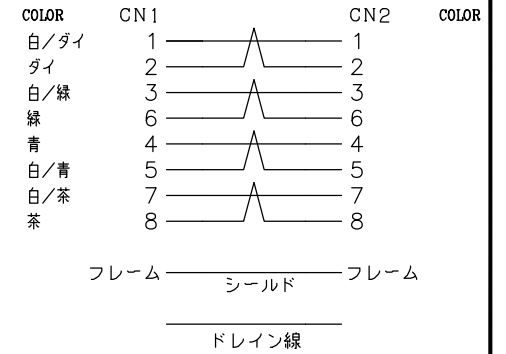 COLOR CN1 CN2 COLOR
白/ダイ 1 1
ダイ 2 2
白/緑 3 3
緑 6 6
青 4 4
白/青 5 5
白/茶 7 7
茶 8 8
フレーム フレーム
シールド
ドレイン線